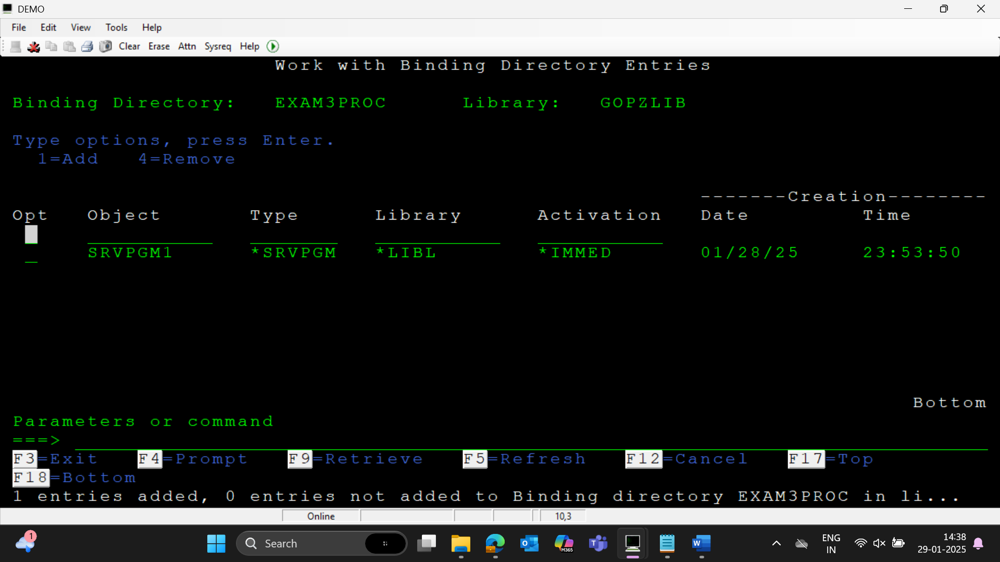 DEMO
File Edit View Tools Help
Clear Erase Attn Sysreq Help
Work with Binding Directory Entries
Binding Directory: EXAM3PROC Library: GOPZLIB
Type options, press Enter.
1=Add 4=Remove
-------Creation--------
Opt Object Type Library Activation Date Time
SRVPGM1 *SRVPGM *LIBL *IMMED 01/28/25 23:53:50
Bottom
Parameters or command
===>
F3=Exit F4=Prompt F9=Retrieve F5=Refresh F12=Cancel F17=Top
F18=Bottom
1 entries added, 0 entries not added to Binding directory EXAM3PROC in li...
Online 10,3
1 Search M365 ENG 14:38
IN 29-01-2025